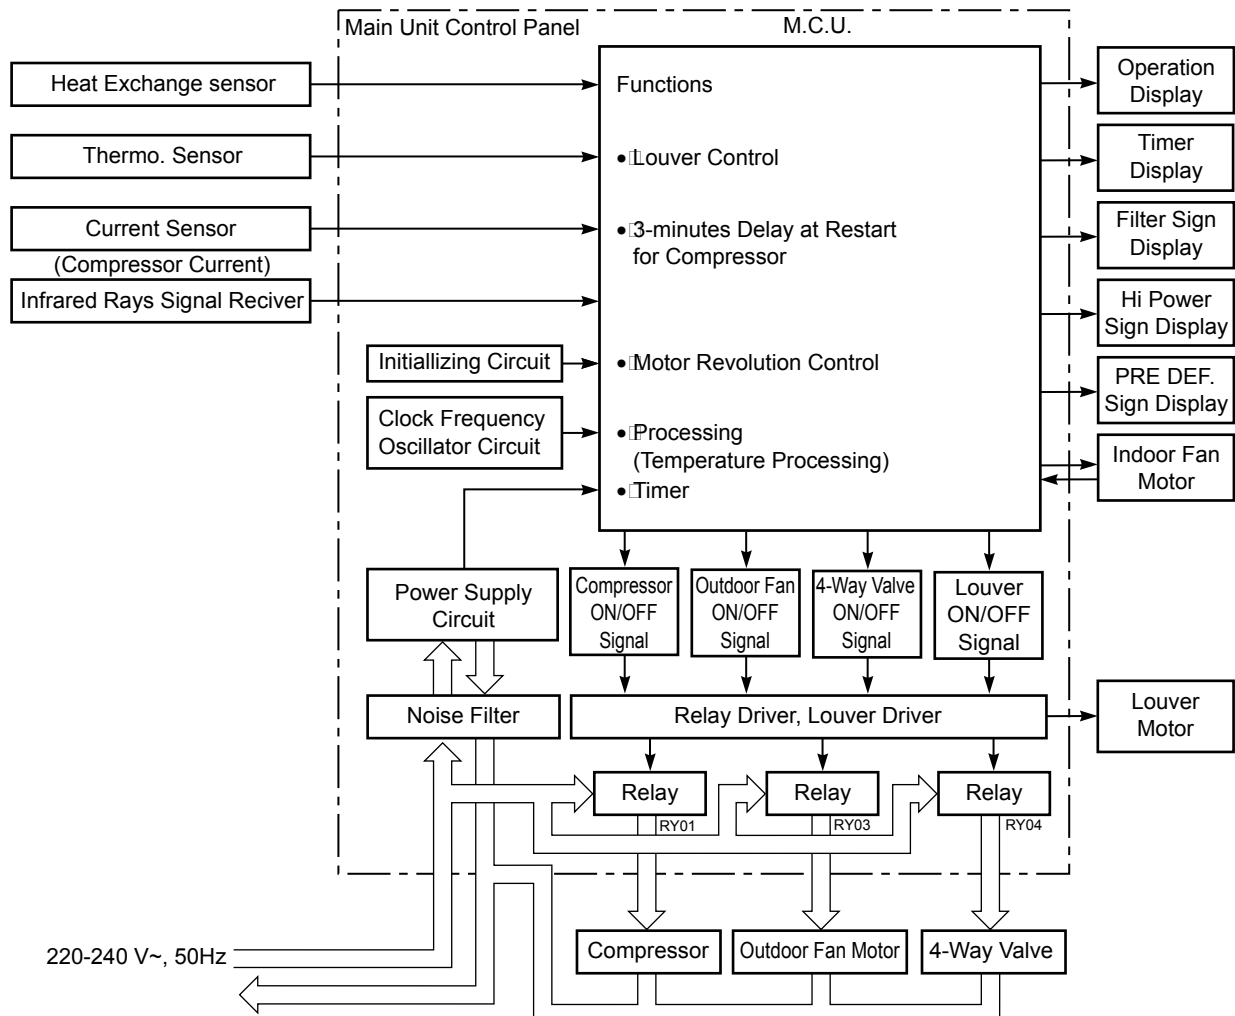 Main Unit Control Panel
M.C.U.
Heat Exchange sensor
Thermo. Sensor
Current Sensor
(Compressor Current)
Infrared Rays Signal Reciver
Initiallizing Circuit
Clock Frequency
Oscillator Circuit
Functions
• Louver Control
• 3-minutes Delay at Restart
for Compressor
• Motor Revolution Control
• Processing
(Temperature Processing)
• Timer
Operation
Display
Timer
Display
Filter Sign
Display
Hi Power
Sign Display
PRE DEF.
Sign Display
Indoor Fan
Motor
Power Supply
Circuit
Compressor
ON/OFF
Signal
Outdoor Fan
ON/OFF
Signal
4-Way Valve
ON/OFF
Signal
Louver
ON/OFF
Signal
Noise Filter
Relay Driver, Louver Driver
Louver
Motor
Relay
RY01
Relay
RY03
Relay
RY04
220-240 V~, 50Hz
Compressor
Outdoor Fan Motor
4-Way Valve